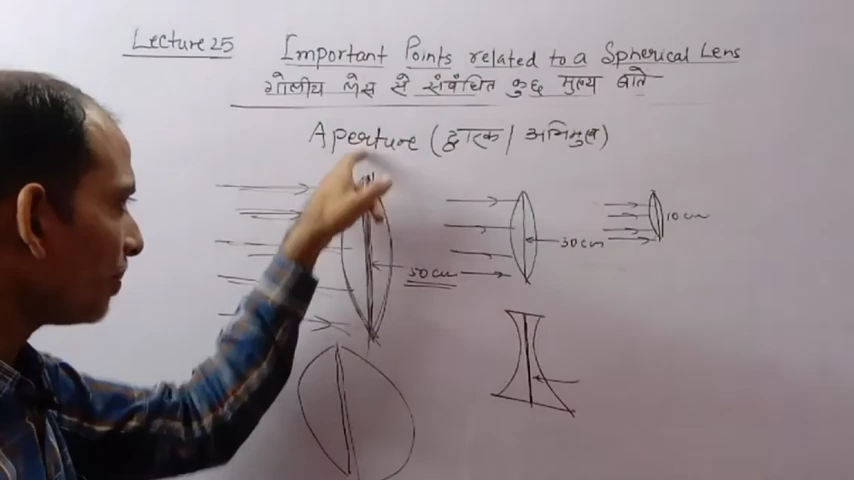 Lecture 25
Important Points related to a Spherical Lens
गोलीय लेंस से संबंधित कुछ मुख्य बाते
Aperture (द्वारक / अभिमुख)
50 cm
30 cm
10 cm